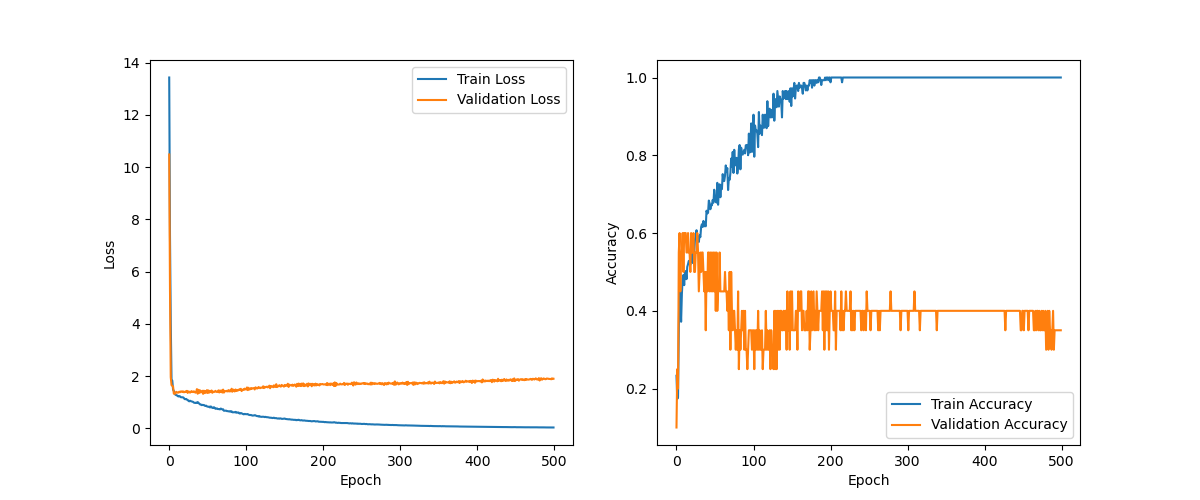 14
12
10
8
6
4
2
0
Loss
0 100 200 300 400 500
Epoch
Train Loss
Validation Loss
1.0
0.8
0.6
0.4
0.2
Accuracy
0 100 200 300 400 500
Epoch
Train Accuracy
Validation Accuracy